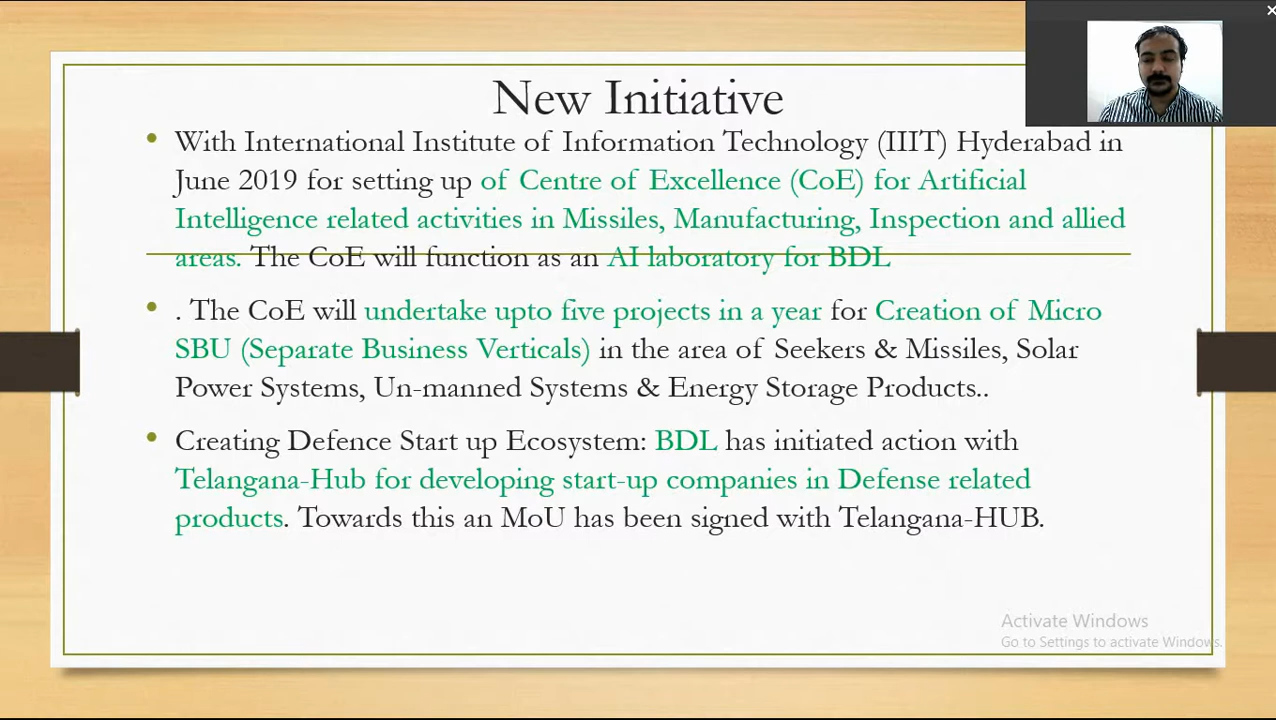 New Initiative
With International Institute of Information Technology (IIIT) Hyderabad in
June 2019 for setting up of Centre of Excellence (CoE) for Artificial
Intelligence related activities in Missiles, Manufacturing, Inspection and allied
areas. The CoE will function as an AI laboratory for BDL
. The CoE will undertake upto five projects in a year for Creation of Micro
SBU (Separate Business Verticals) in the area of Seekers & Missiles, Solar
Power Systems, Un-manned Systems & Energy Storage Products..
Creating Defence Start up Ecosystem: BDL has initiated action with
Telangana-Hub for developing start-up companies in Defense related
products. Towards this an MoU has been signed with Telangana-HUB.
Activate Windows
Go to Settings to activate Windows.